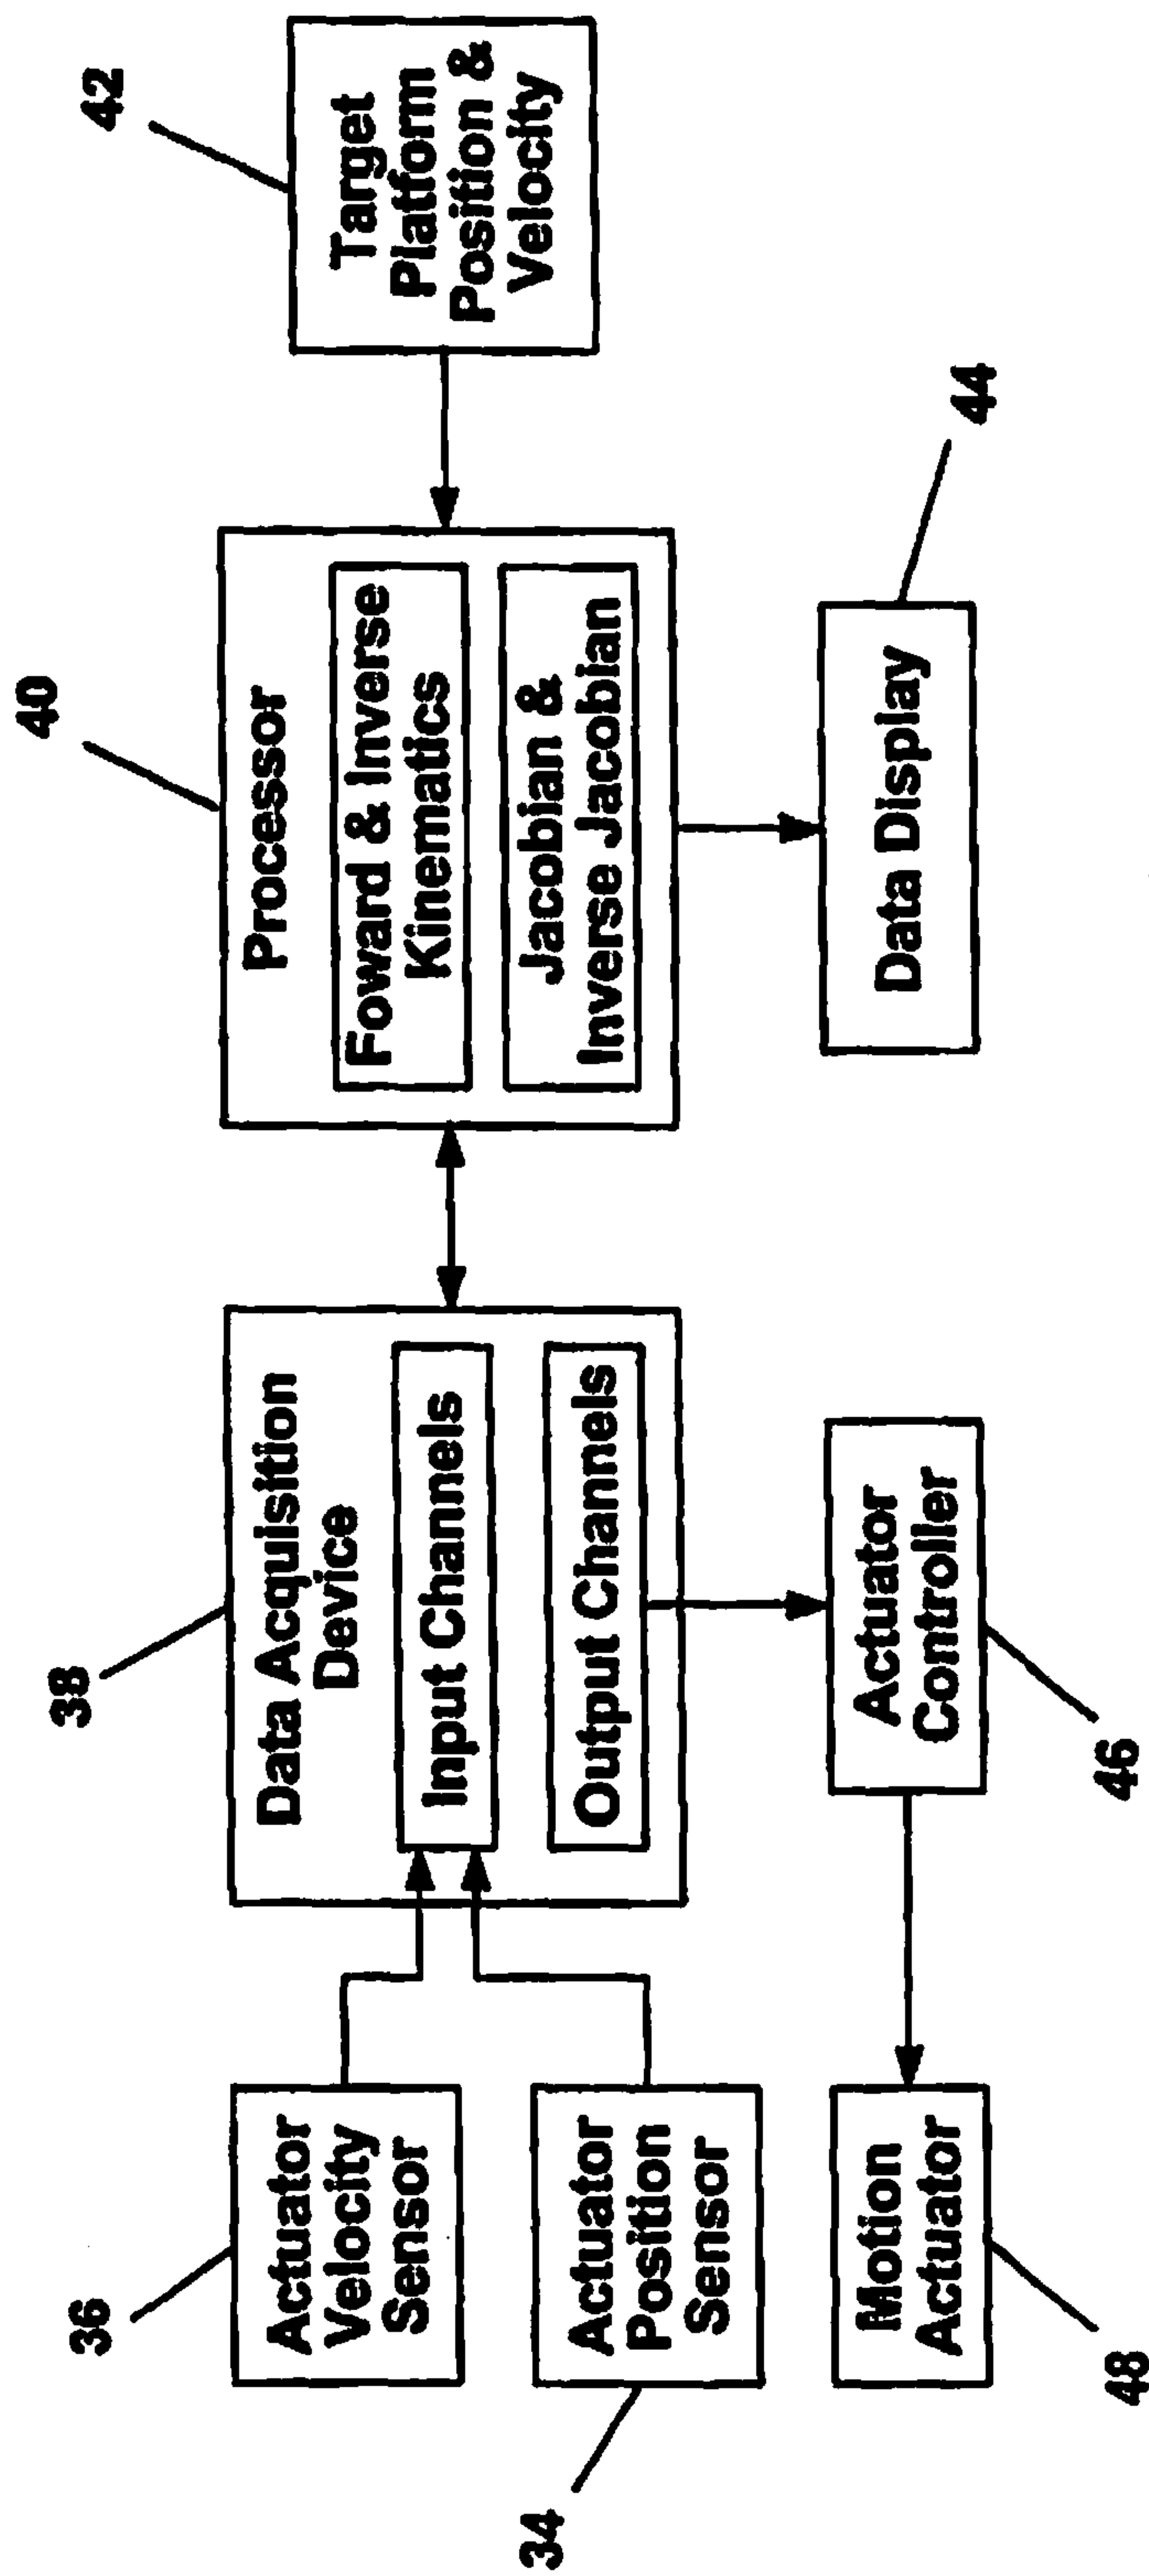 36
Actuator
Velocity
Sensor
34
Actuator
Position
Sensor
48
Motion
Actuator
38
Data Acquisition
Device
Input Channels
Output Channels
46
Actuator
Controller
40
Processor
Foward & Inverse
Kinematics
Jacobian &
Inverse Jacobian
44
Data Display
42
Target
Platform
Position &
Velocity